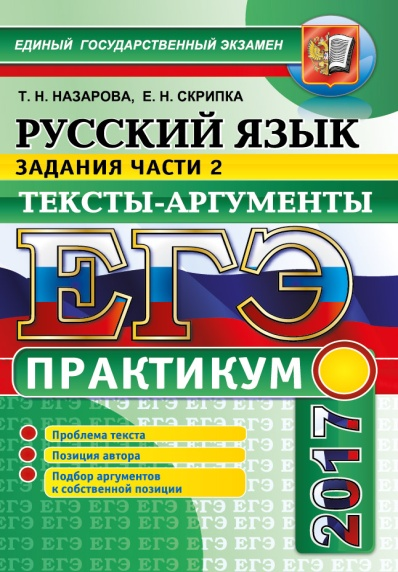 ЕДИНЫЙ ГОСУДАРСТВЕННЫЙ ЭКЗАМЕН
Т. Н. НАЗАРОВА, Е. Н. СКРИПКА
РУССКИЙ ЯЗЫК
ЗАДАНИЯ ЧАСТИ 2
ТЕКСТЫ-АРГУМЕНТЫ
ЕГЭ
ПРАКТИКУМ
Проблема текста
Позиция автора
Подбор аргументов
к собственной позиции
2017